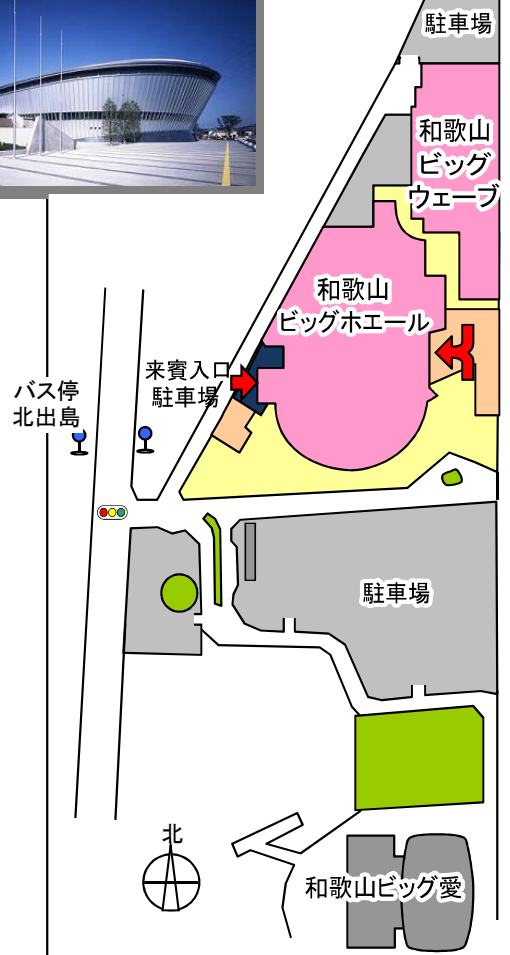 駐車場
和歌山
ビッグ
ウェーブ
和歌山
ビッグホエール
来賓入口
駐車場
バス停
北出島
駐車場
北
和歌山ビッグ愛